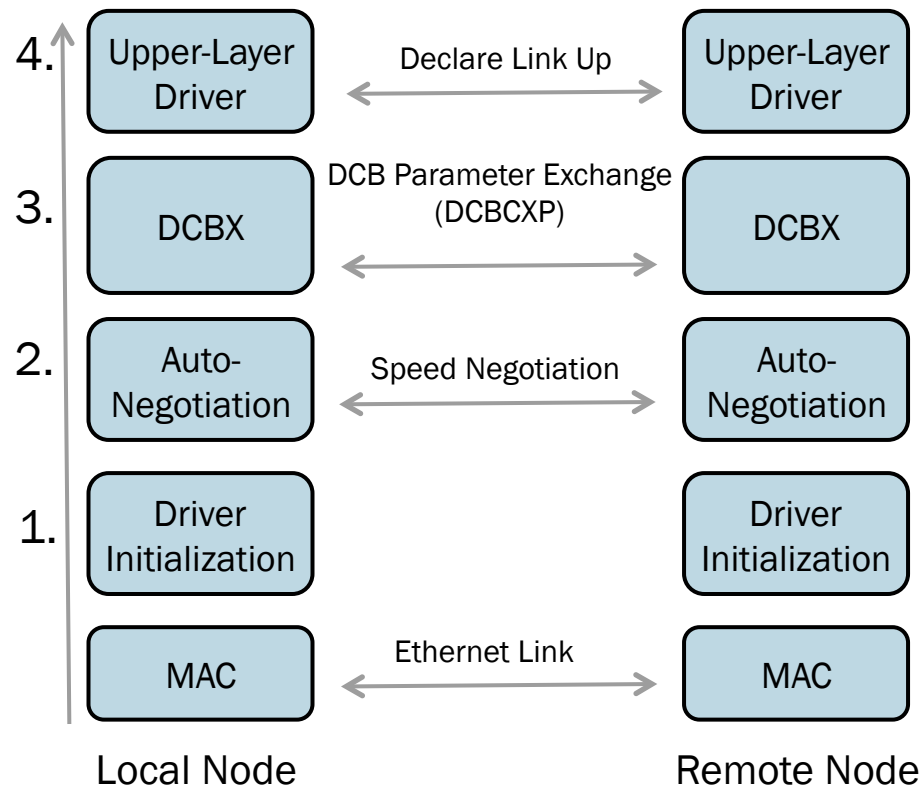 4.
Upper-Layer
Driver
Declare Link Up
Upper-Layer
Driver
3.
DCBX
DCB Parameter Exchange
(DCBCXP)
DCBX
2.
Auto-
Negotiation
Speed Negotiation
Auto-
Negotiation
1.
Driver
Initialization
Driver
Initialization
MAC
Ethernet Link
MAC
Local Node
Remote Node